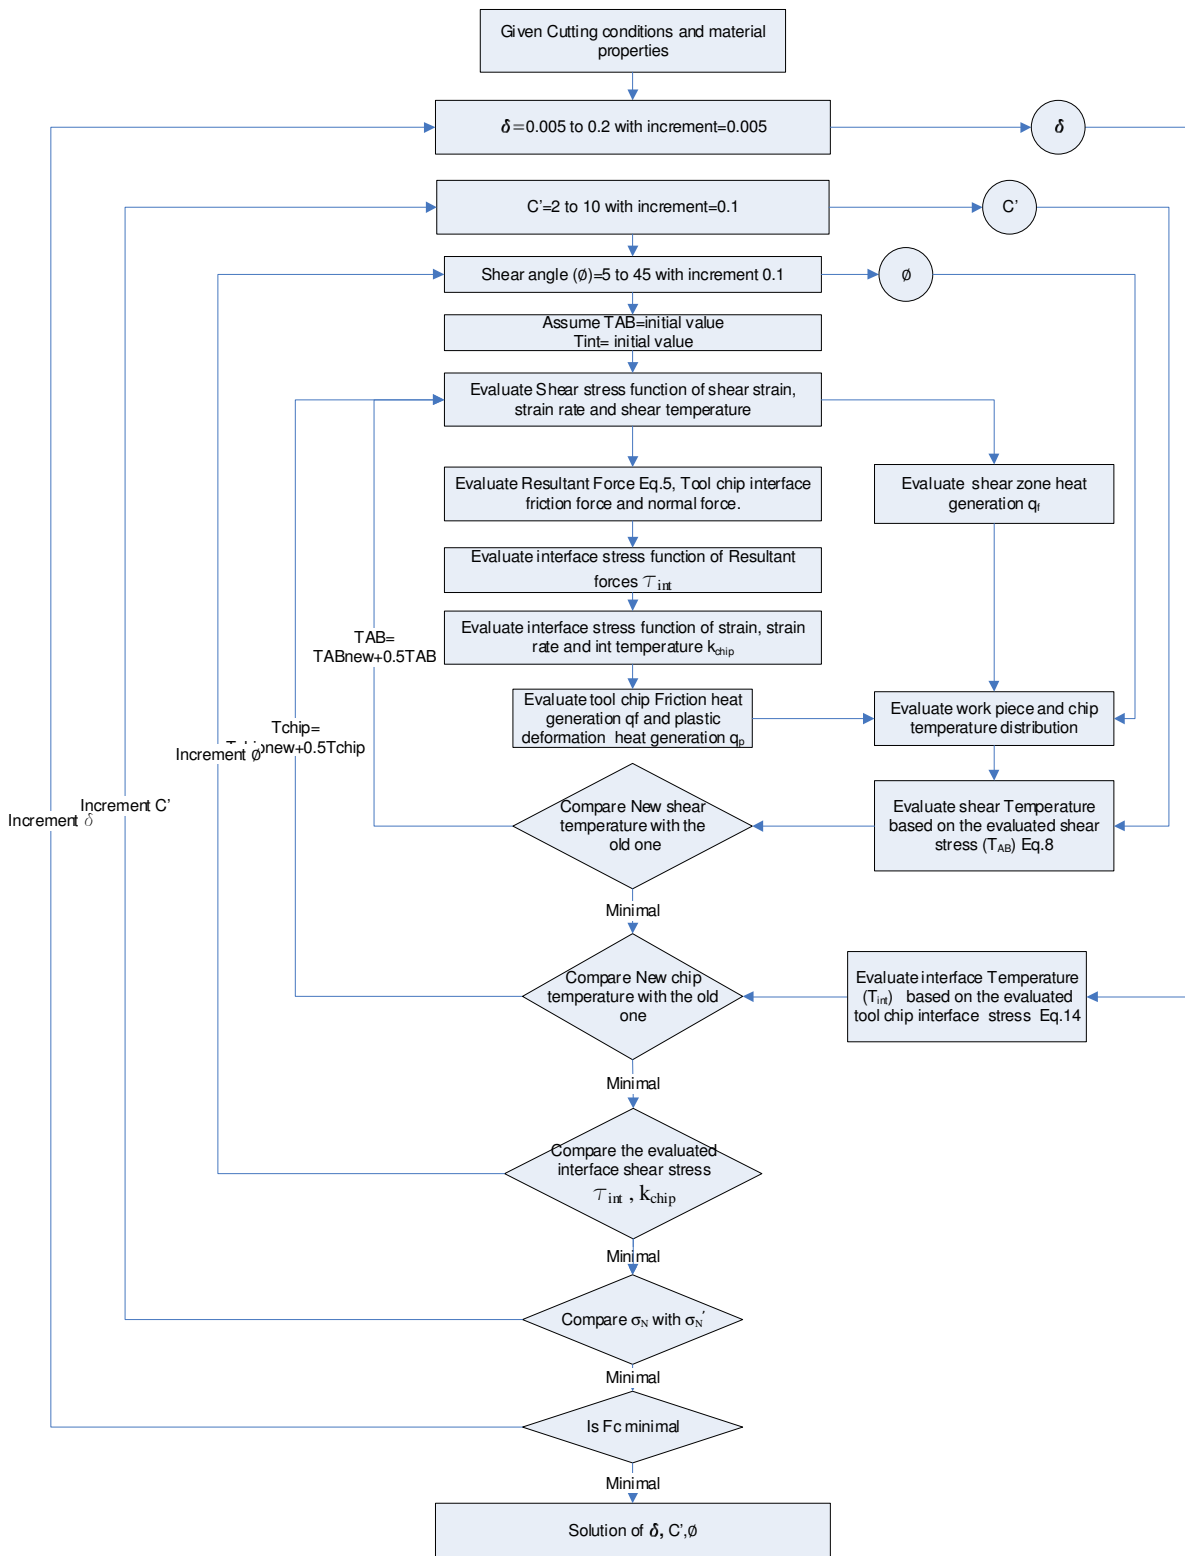 Given Cutting conditions and material
properties
δ=0.005 to 0.2 with increment=0.005
δ
C'=2 to 10 with increment=0.1
C'
Shear angle (ø)=5 to 45 with increment 0.1
ø
Assume TAB=initial value
Tint= initial value
Evaluate Shear stress function of shear strain,
strain rate and shear temperature
Evaluate Resultant Force Eq.5, Tool chip interface
friction force and normal force.
Evaluate shear zone heat
generation qf
Evaluate interface stress function of Resultant
forces τint
Evaluate interface stress function of strain, strain
rate and int temperature kchip
TAB=
TABnew+0.5TAB
Evaluate tool chip Friction heat
generation qf and plastic
deformation heat generation qp
Evaluate work piece and chip
temperature distribution
Tchip=
new+0.5Tchip
Increment ø
Increment C'
Increment δ
Compare New shear
temperature with the
old one
Evaluate shear Temperature
based on the evaluated shear
stress (TAB) Eq.8
Minimal
Compare New chip
temperature with the old
one
Evaluate interface Temperature
(Tint) based on the evaluated
tool chip interface stress Eq.14
Minimal
Compare the evaluated
interface shear stress
τint , kchip
Minimal
Compare σN with σN'
Minimal
Is Fc minimal
Minimal
Solution of δ, C',ø